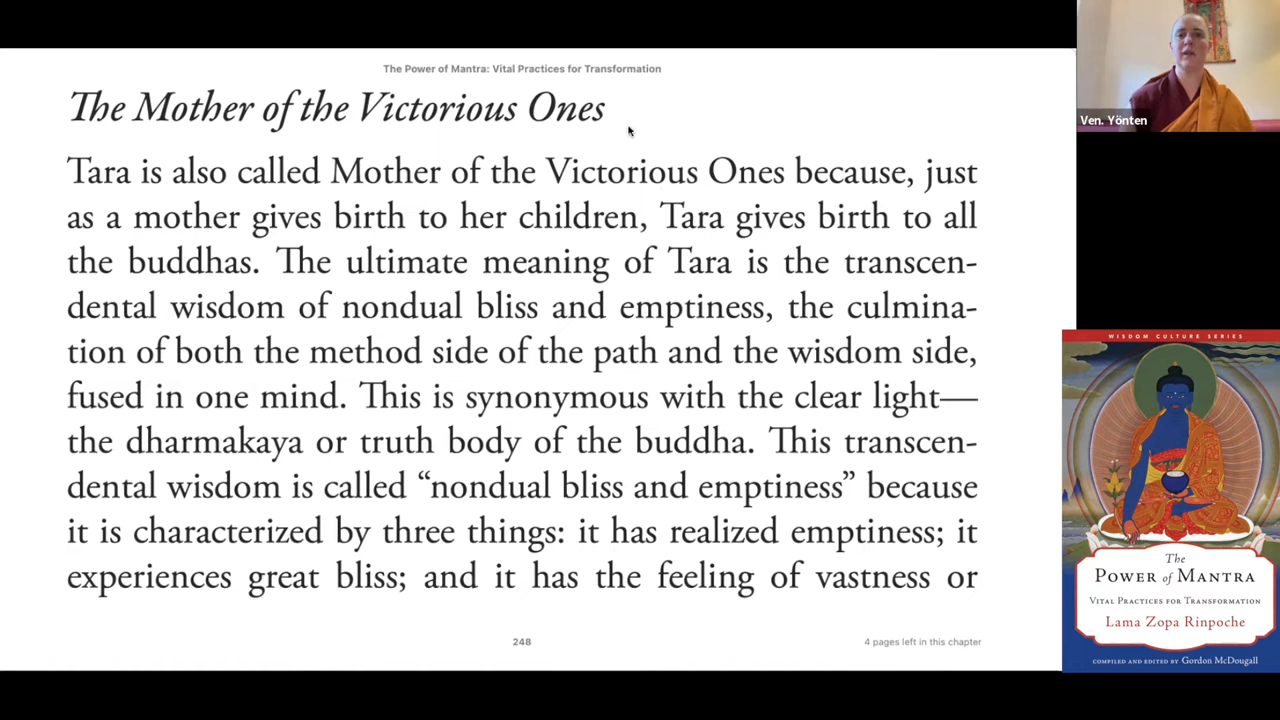 The Power of Mantra: Vital Practices for Transformation
The Mother of the Victorious Ones
Tara is also called Mother of the Victorious Ones because, just
as a mother gives birth to her children, Tara gives birth to all
the buddhas. The ultimate meaning of Tara is the transcen-
dental wisdom of nondual bliss and emptiness, the culmina-
tion of both the method side of the path and the wisdom side,
fused in one mind. This is synonymous with the clear light—
the dharmakaya or truth body of the buddha. This transcen-
dental wisdom is called “nondual bliss and emptiness” because
it is characterized by three things: it has realized emptiness; it
experiences great bliss; and it has the feeling of vastness or
248
4 pages left in this chapter
Ven. Yönten
WISDOM CULTURE SERIES
The
Power of Mantra
Vital Practices for Transformation
Lama Zopa Rinpoche
COMPILED AND EDITED BY Gordon McDougall